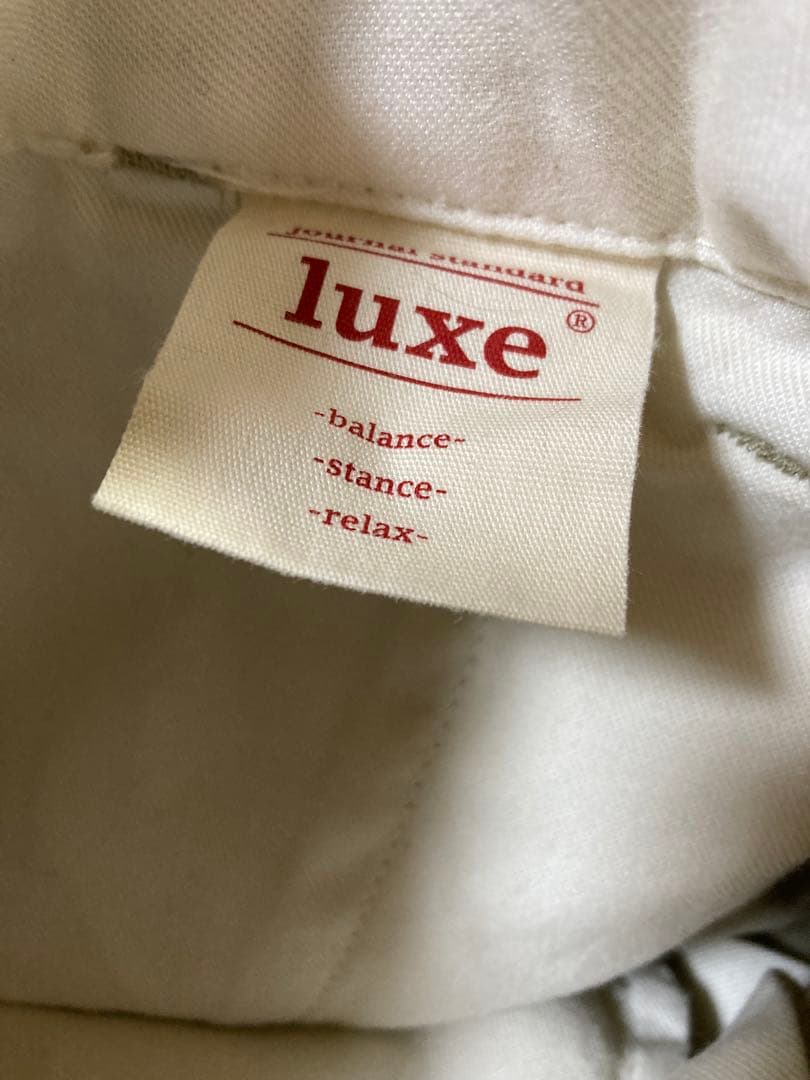 journal standard
luxe®
-balance-
-stance-
-relax-